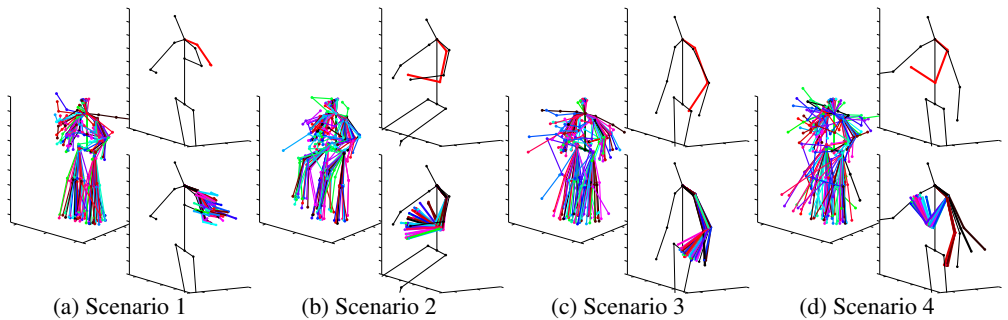 (a) Scenario 1
(b) Scenario 2
(c) Scenario 3
(d) Scenario 4